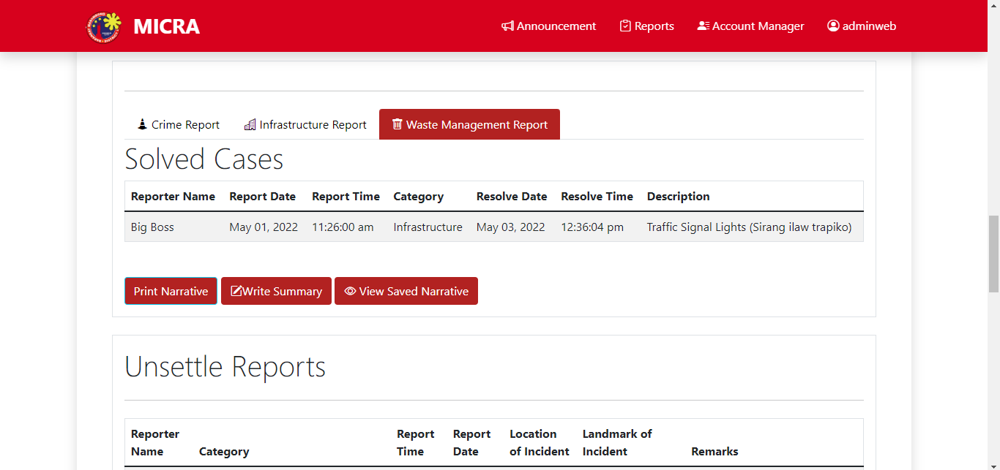 MICRA
Announcement Reports Account Manager adminweb
Crime Report Infrastructure Report Waste Management Report
Solved Cases
Reporter Name Report Date Report Time Category Resolve Date Resolve Time Description
Big Boss May 01, 2022 11:26:00 am Infrastructure May 03, 2022 12:36:04 pm Traffic Signal Lights (Sirang ilaw trapiko)
Print Narrative Write Summary View Saved Narrative
Unsettle Reports
Reporter Name Category Report Time Report Date Location of Incident Landmark of Incident Remarks